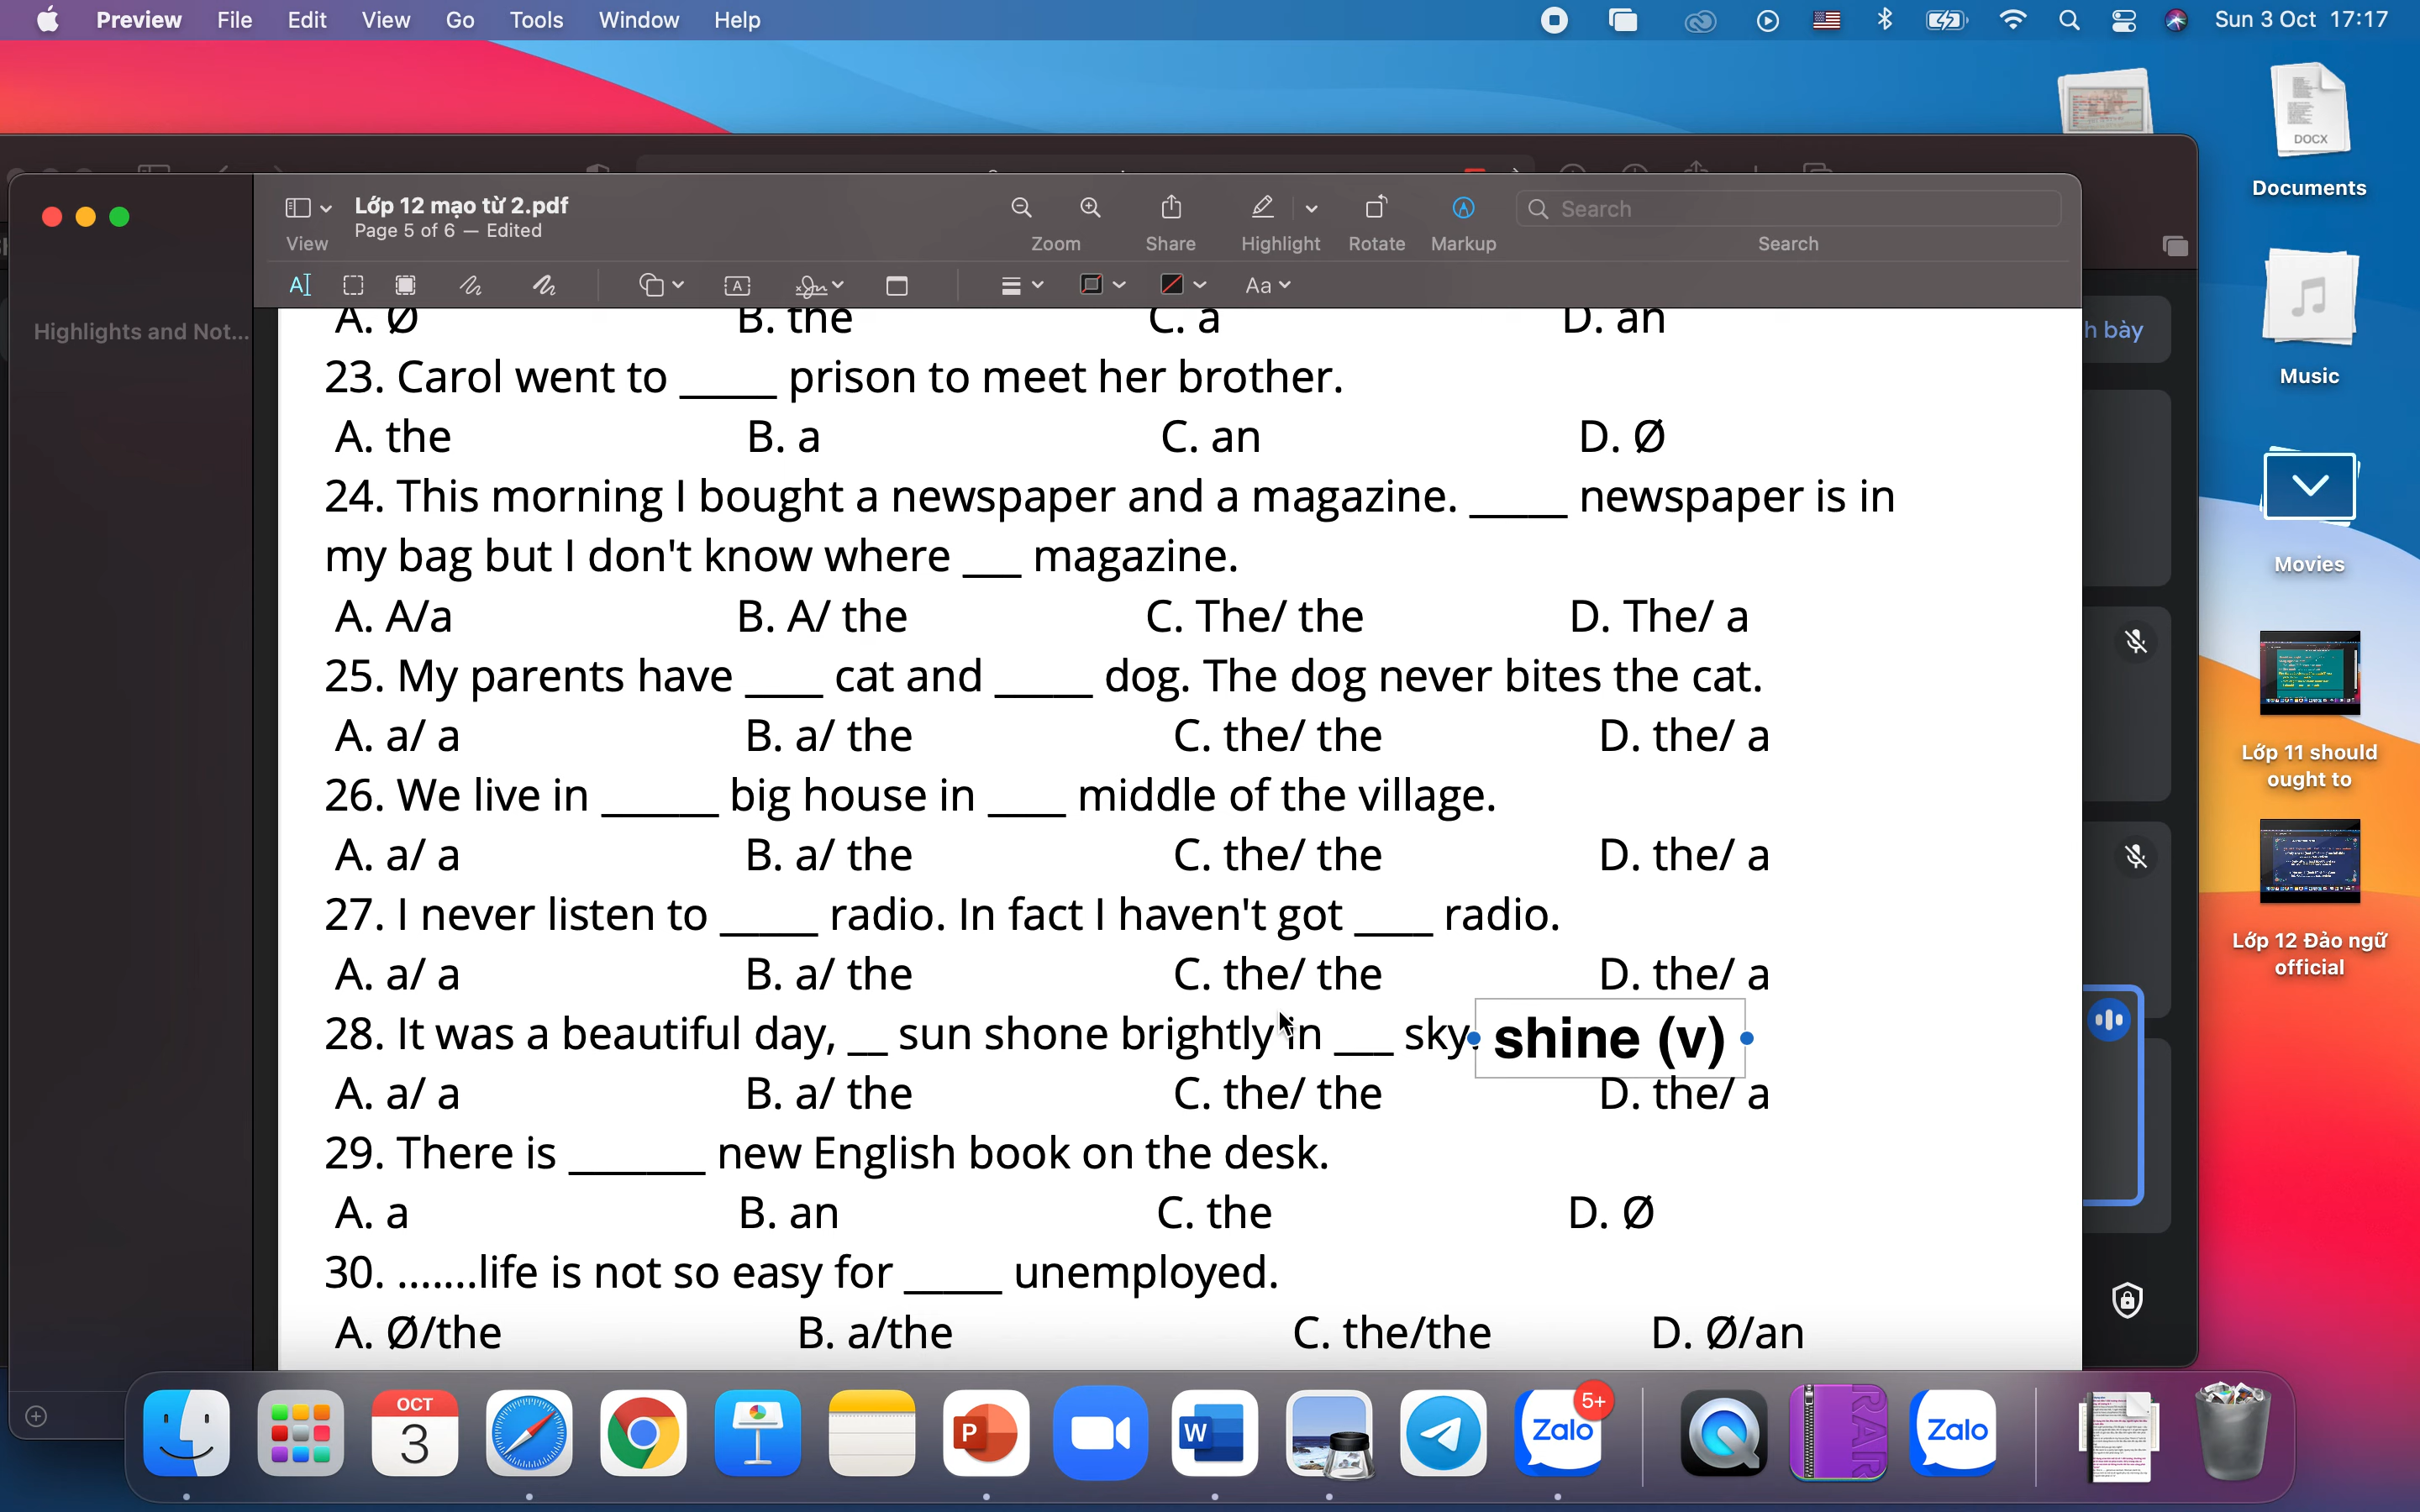 Preview File Edit View Go Tools Window Help Sun 3 Oct 17:17
DOCX
Documents
Lớp 12 mạo từ 2.pdf
Page 5 of 6 — Edited
View Zoom Share Highlight Rotate Markup Search
Search
Aa
Highlights and Not...
h bày
Music
Movies
Lớp 11 should
ought to
Lớp 12 Đảo ngữ
official
A. Ø B. the C. a D. an
23. Carol went to _____ prison to meet her brother.
A. the B. a C. an D. Ø
24. This morning I bought a newspaper and a magazine. _____ newspaper is in
my bag but I don't know where ___ magazine.
A. A/a B. A/ the C. The/ the D. The/ a
25. My parents have ____ cat and _____ dog. The dog never bites the cat.
A. a/ a B. a/ the C. the/ the D. the/ a
26. We live in ______ big house in ____ middle of the village.
A. a/ a B. a/ the C. the/ the D. the/ a
27. I never listen to _____ radio. In fact I haven't got ____ radio.
A. a/ a B. a/ the C. the/ the D. the/ a
28. It was a beautiful day, __ sun shone brightly in ___ sky. shine (v)
A. a/ a B. a/ the C. the/ the D. the/ a
29. There is _______ new English book on the desk.
A. a B. an C. the D. Ø
30. .......life is not so easy for _____ unemployed.
A. Ø/the B. a/the C. the/the D. Ø/an
OCT
3
P
W
Zalo
5+
RAR
Zalo